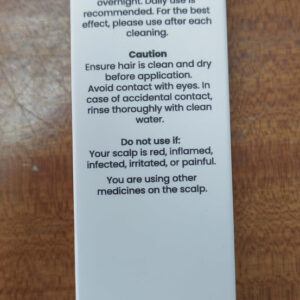 overnight. Daily use is
recommended. For the best
effect, please use after each
cleaning.
Caution
Ensure hair is clean and dry
before application.
Avoid contact with eyes. In
case of accidental contact,
rinse thoroughly with clean
water.
Do not use if:
Your scalp is red, inflamed,
infected, irritated, or painful.
You are using other
medicines on the scalp.